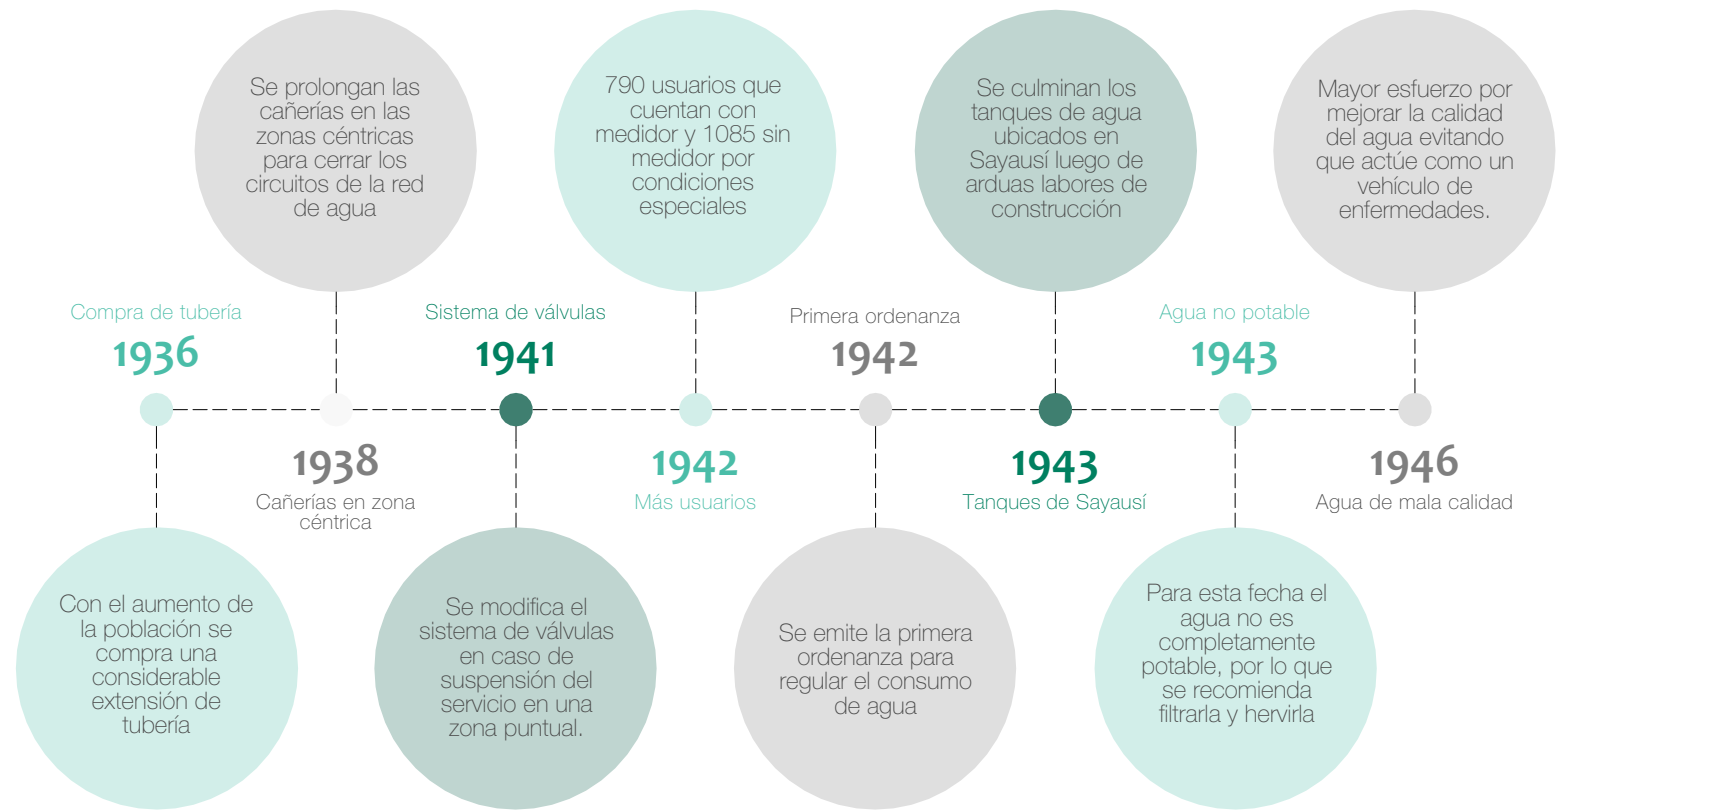 Se prolongan las
cañerías en las
zonas céntricas
para cerrar los
circuitos de la red
de agua
790 usuarios que
cuentan con
medidor y 1085 sin
medidor por
condiciones
especiales
Se culminan los
tanques de agua
ubicados en
Sayausí luego de
arduas labores de
construcción
Mayor esfuerzo por
mejorar la calidad
del agua evitando
que actúe como un
vehículo de
enfermedades.
Compra de tubería
1936
Sistema de válvulas
1941
Primera ordenanza
1942
Agua no potable
1943
1938
Cañerías en zona
céntrica
1942
Más usuarios
1943
Tanques de Sayausí
1946
Agua de mala calidad
Con el aumento de
la población se
compra una
considerable
extensión de
tubería
Se modifica el
sistema de válvulas
en caso de
suspensión del
servicio en una
zona puntual.
Se emite la primera
ordenanza para
regular el consumo
de agua
Para esta fecha el
agua no es
completamente
potable, por lo que
se recomienda
filtrarla y hervirla